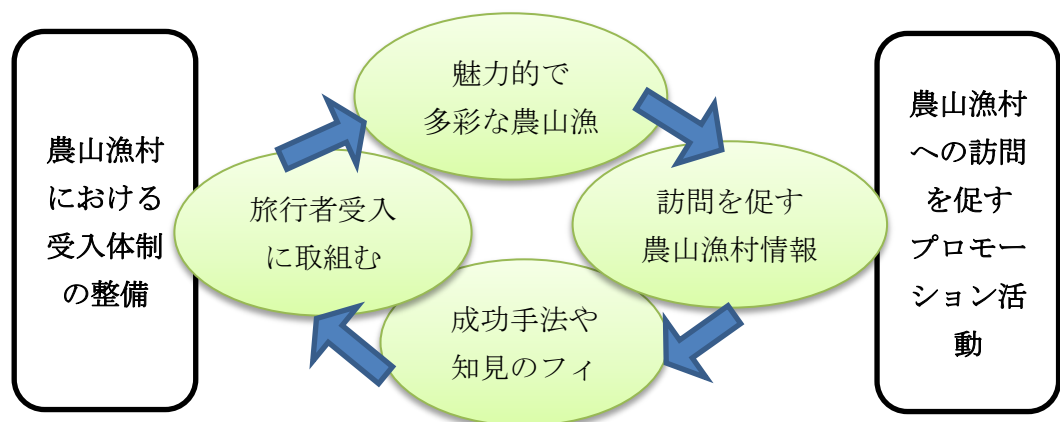 農山漁村
における
受入体制
の整備
魅力的で
多彩な農山漁
旅行者受入
に取組む
訪問を促す
農山漁村情報
成功手法や
知見のフィ
農山漁村
への訪問
を促す
プロモー
ション活
動